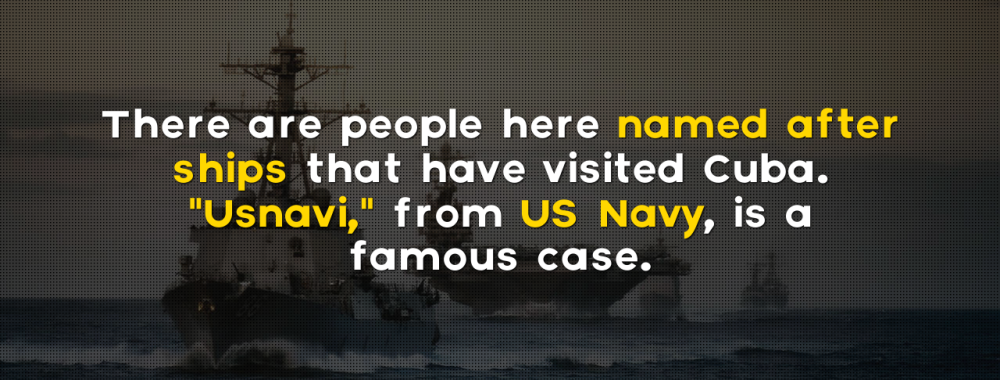 There are people here named after
ships that have visited Cuba.
"Usnavi," from US Navy, is a
famous case.